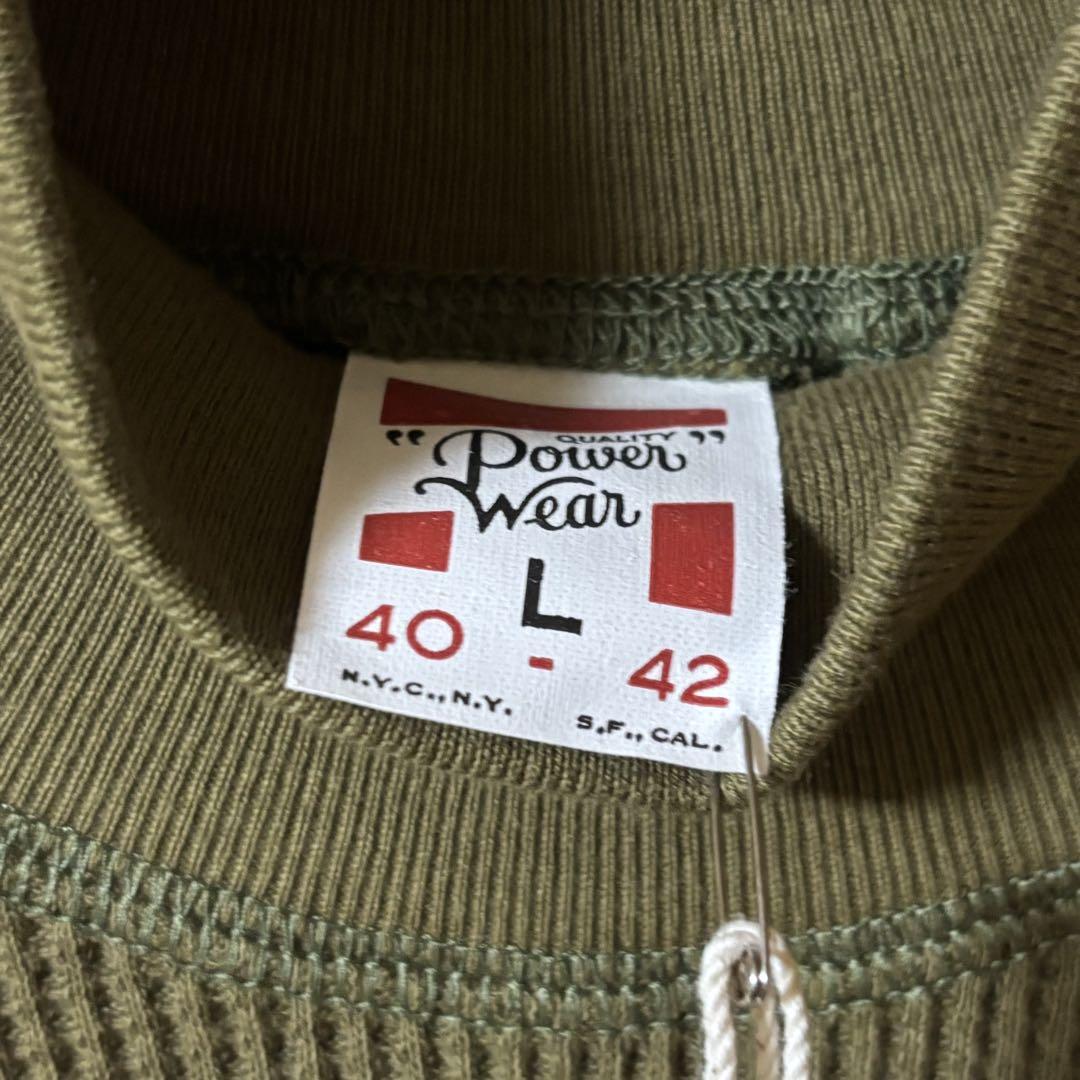 QUALITY
“Power”
Wear
L
40 - 42
N.Y.C., N.Y. S.F., CAL.